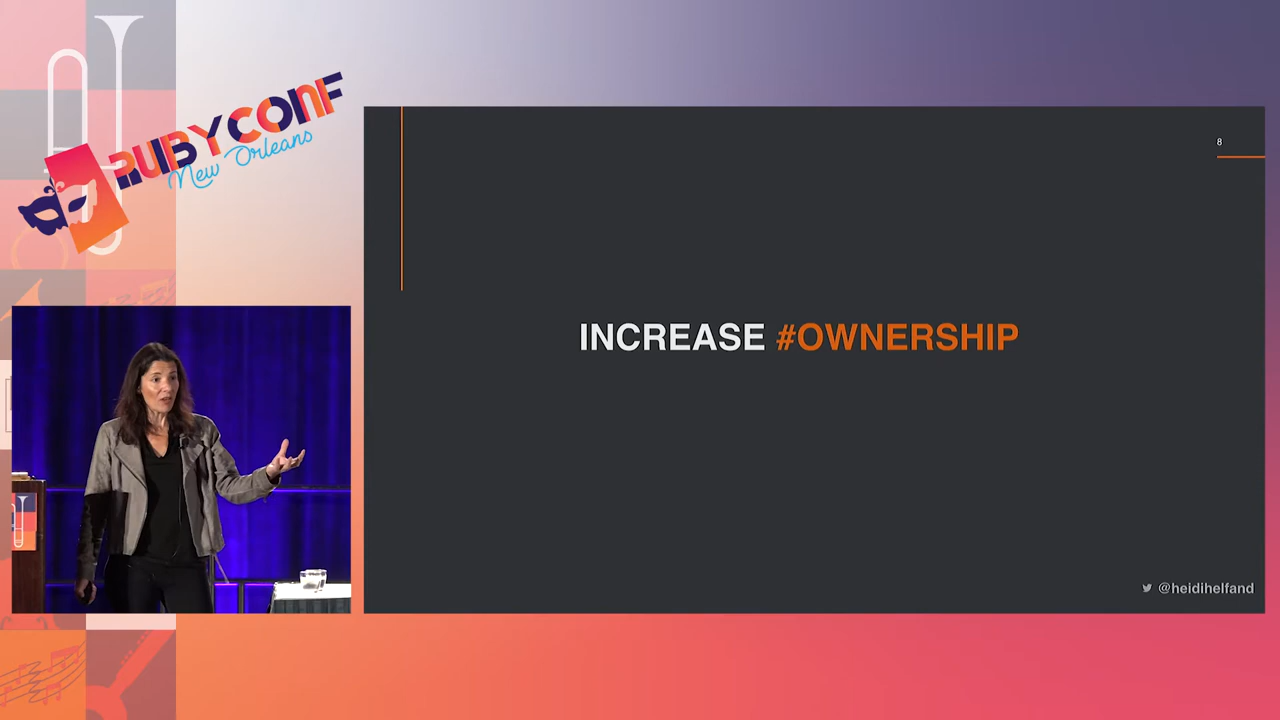 RUBYCONF
New Orleans
8
INCREASE #OWNERSHIP
@heidihelfand